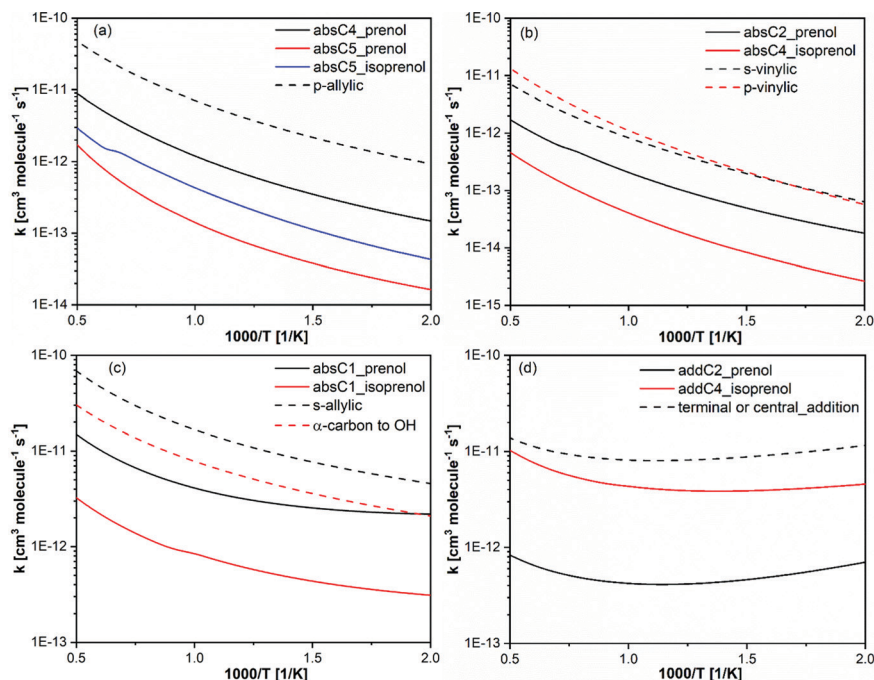 (a)
absC4_prenol
absC5_prenol
absC5_isoprenol
p-allylic
1E-10
1E-11
1E-12
1E-13
1E-14
k [cm³ molecule⁻¹ s⁻¹]
0.5 1.0 1.5 2.0
1000/T [1/K]
(b)
absC2_prenol
absC4_isoprenol
s-vinylic
p-vinylic
1E-10
1E-11
1E-12
1E-13
1E-14
1E-15
k [cm³ molecule⁻¹ s⁻¹]
0.5 1.0 1.5 2.0
1000/T [1/K]
(c)
absC1_prenol
absC1_isoprenol
s-allylic
α-carbon to OH
1E-10
1E-11
1E-12
1E-13
k [cm³ molecule⁻¹ s⁻¹]
0.5 1.0 1.5 2.0
1000/T [1/K]
(d)
addC2_prenol
addC4_isoprenol
terminal or central_addition
1E-10
1E-11
1E-12
1E-13
k [cm³ molecule⁻¹ s⁻¹]
0.5 1.0 1.5 2.0
1000/T [1/K]